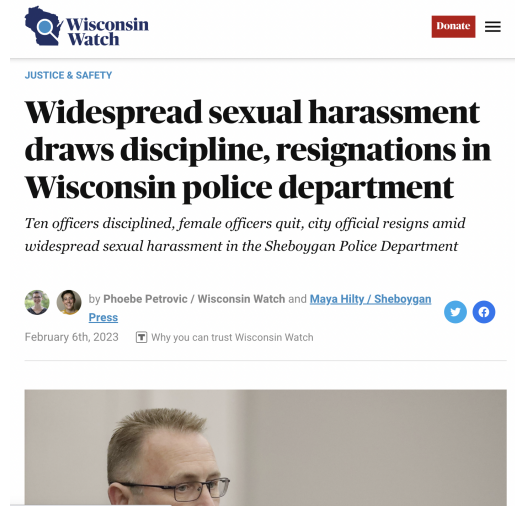 Wisconsin
Watch
Donate
JUSTICE & SAFETY
Widespread sexual harassment
draws discipline, resignations in
Wisconsin police department
Ten officers disciplined, female officers quit, city official resigns amid
widespread sexual harassment in the Sheboygan Police Department
by Phoebe Petrovic / Wisconsin Watch and Maya Hilty / Sheboygan
Press
February 6th, 2023 T Why you can trust Wisconsin Watch